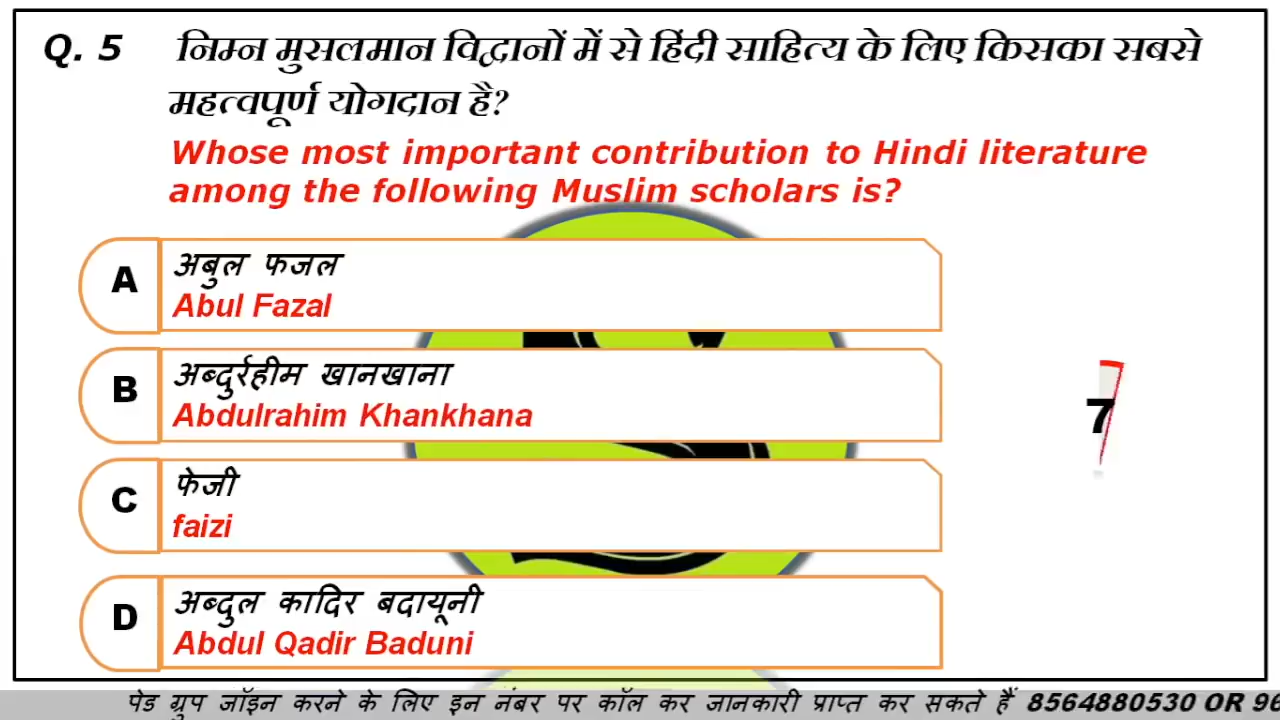 Q. 5 निम्न मुसलमान विद्वानों में से हिंदी साहित्य के लिए किसका सबसे
महत्वपूर्ण योगदान है?
Whose most important contribution to Hindi literature
among the following Muslim scholars is?
A
अबुल फजल
Abul Fazal
B
अब्दुर्रहीम खानखाना
Abdulrahim Khankhana
7
C
फेजी
faizi
D
अब्दुल कादिर बदायूनी
Abdul Qadir Baduni
पेड ग्रुप जॉइन करने के लिए इन नंबर पर कॉल कर जानकारी प्राप्त कर सकते हैं 8564880530 OR 96